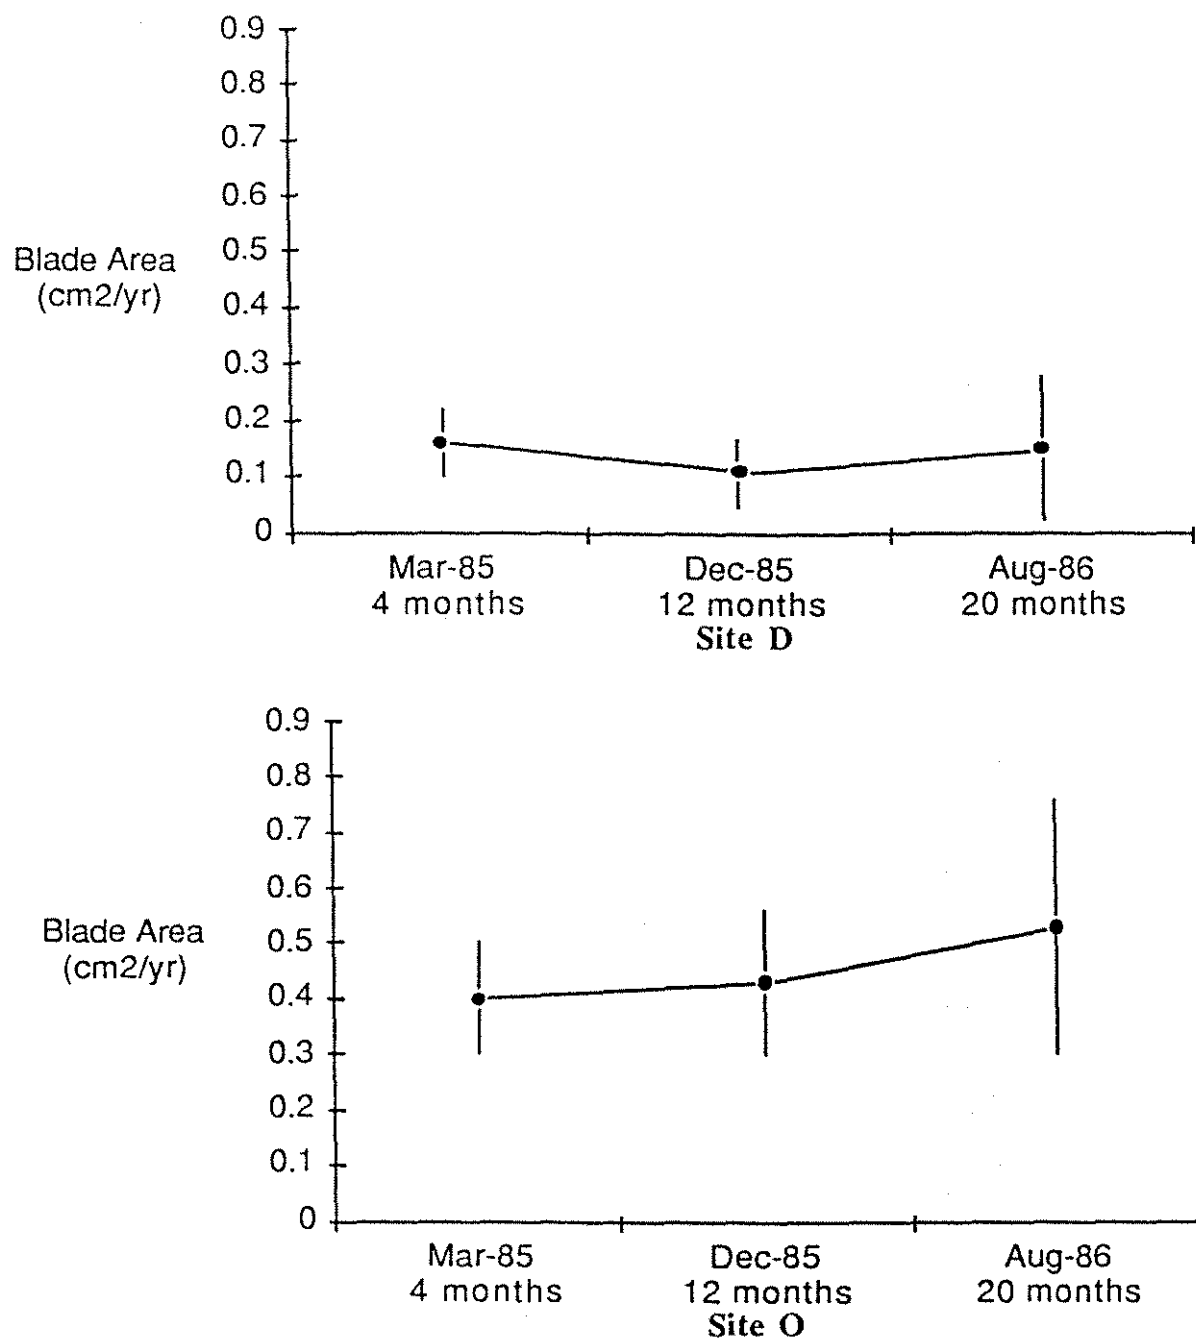 0.9
0.8
0.7
0.6
0.5
0.4
0.3
0.2
0.1
0
Blade Area
(cm2/yr)
Mar-85 Dec-85 Aug-86
4 months 12 months 20 months
Site D
0.9
0.8
0.7
0.6
0.5
0.4
0.3
0.2
0.1
0
Blade Area
(cm2/yr)
Mar-85 Dec-85 Aug-86
4 months 12 months 20 months
Site O